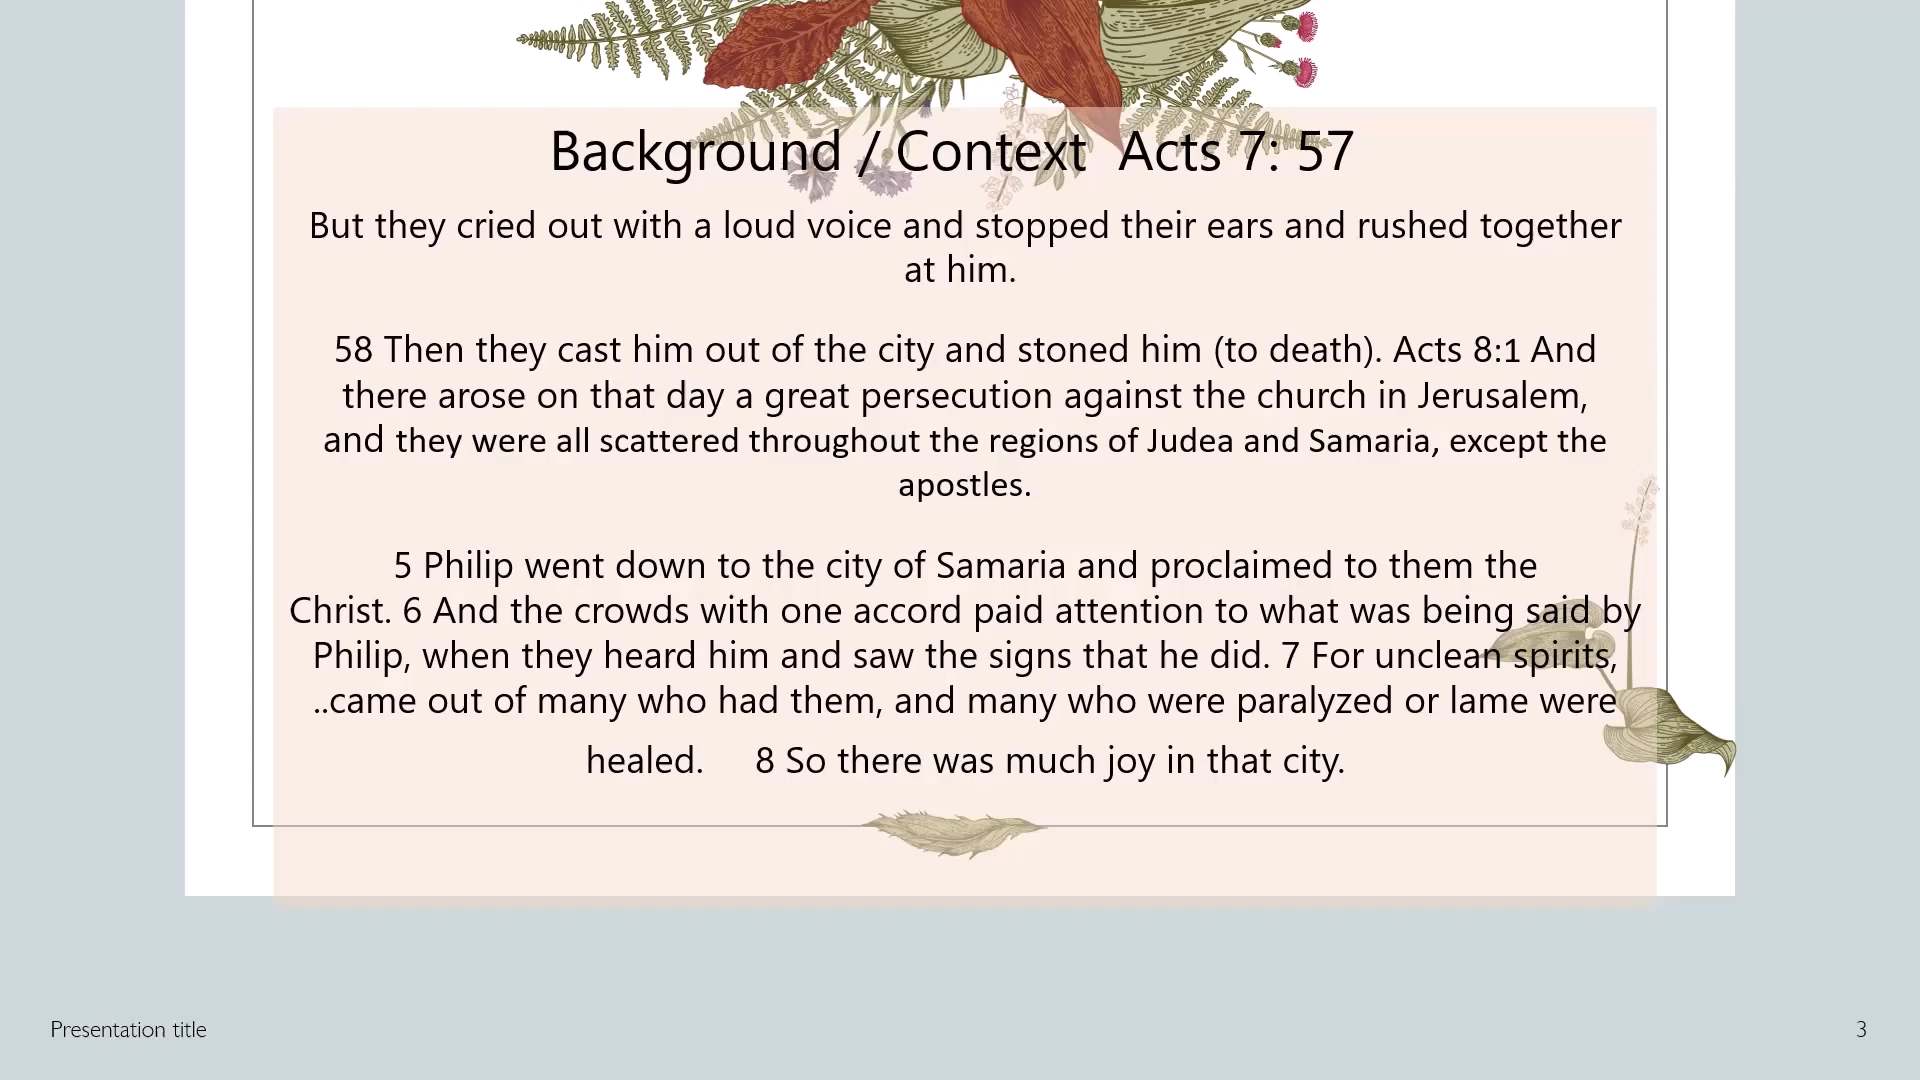 Background / Context  Acts 7: 57
But they cried out with a loud voice and stopped their ears and rushed together
at him.
58 Then they cast him out of the city and stoned him (to death). Acts 8:1 And
there arose on that day a great persecution against the church in Jerusalem,
and they were all scattered throughout the regions of Judea and Samaria, except the
apostles.
5 Philip went down to the city of Samaria and proclaimed to them the
Christ. 6 And the crowds with one accord paid attention to what was being said by
Philip, when they heard him and saw the signs that he did. 7 For unclean spirits,
..came out of many who had them, and many who were paralyzed or lame were
healed.    8 So there was much joy in that city.
Presentation title
3